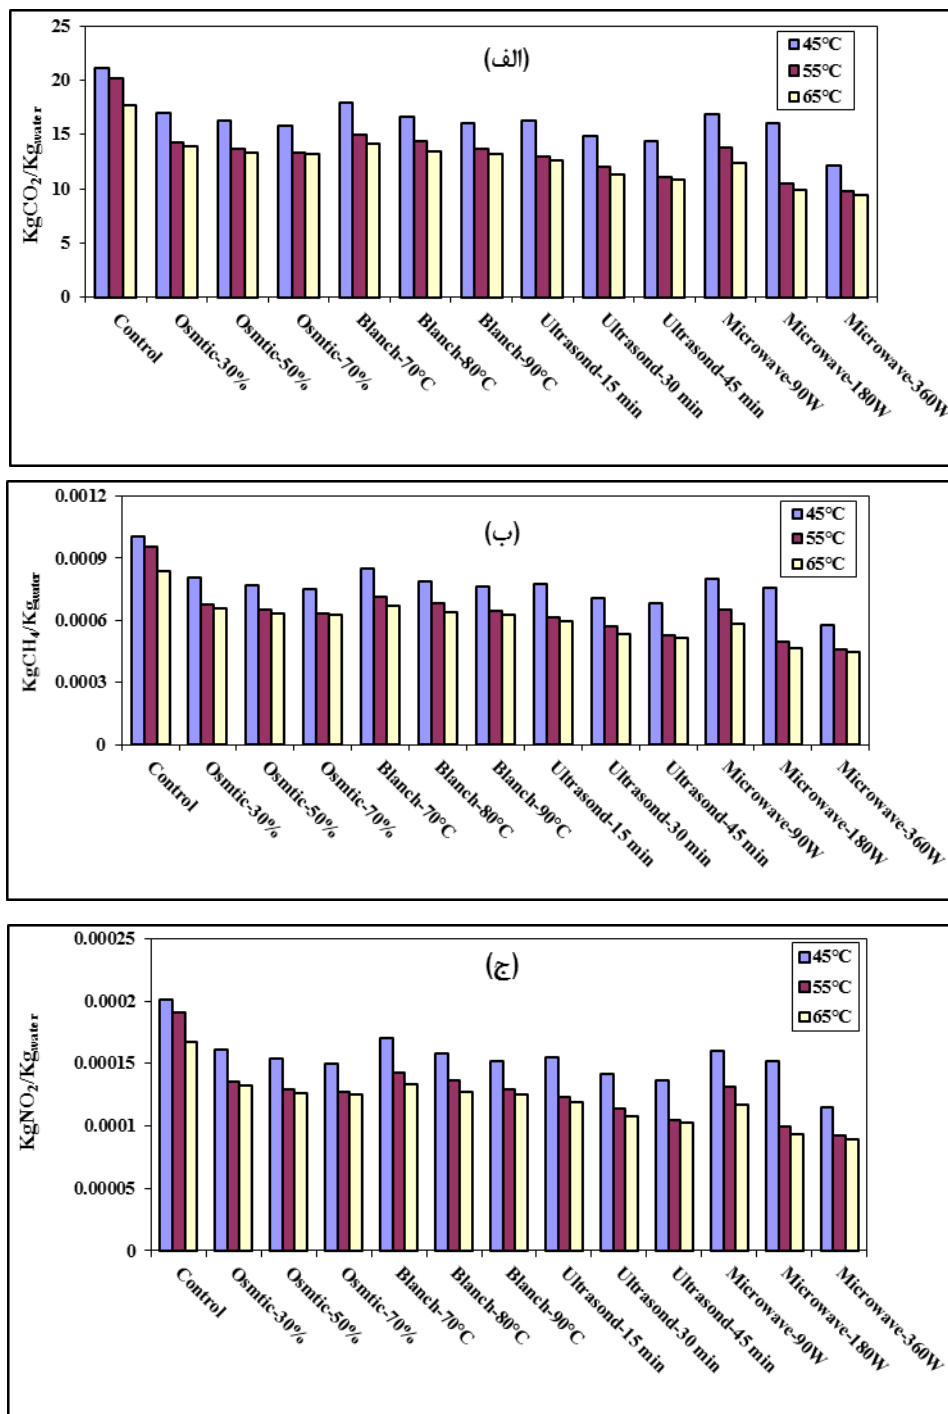 (الف)
45°C
55°C
65°C
KgCO2/Kgwater
25
20
15
10
5
0
Control
Osmtic-30%
Osmtic-50%
Osmtic-70%
Blanch-70°C
Blanch-80°C
Blanch-90°C
Ultrasond-15 min
Ultrasond-30 min
Ultrasond-45 min
Microwave-90W
Microwave-180W
Microwave-360W
(ب)
45°C
55°C
65°C
KgCH4/Kgwater
0.0012
0.0009
0.0006
0.0003
0
Control
Osmtic-30%
Osmtic-50%
Osmtic-70%
Blanch-70°C
Blanch-80°C
Blanch-90°C
Ultrasond-15 min
Ultrasond-30 min
Ultrasond-45 min
Microwave-90W
Microwave-180W
Microwave-360W
(ج)
45°C
55°C
65°C
KgNO2/Kgwater
0.00025
0.0002
0.00015
0.0001
0.00005
0
Control
Osmtic-30%
Osmtic-50%
Osmtic-70%
Blanch-70°C
Blanch-80°C
Blanch-90°C
Ultrasond-15 min
Ultrasond-30 min
Ultrasond-45 min
Microwave-90W
Microwave-180W
Microwave-360W